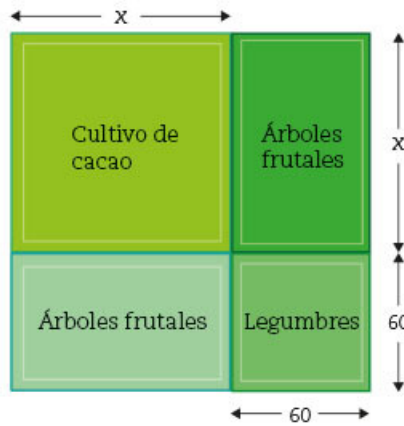 x
Cultivo de
cacao
Árboles
frutales
x
Árboles frutales
Legumbres
60
60